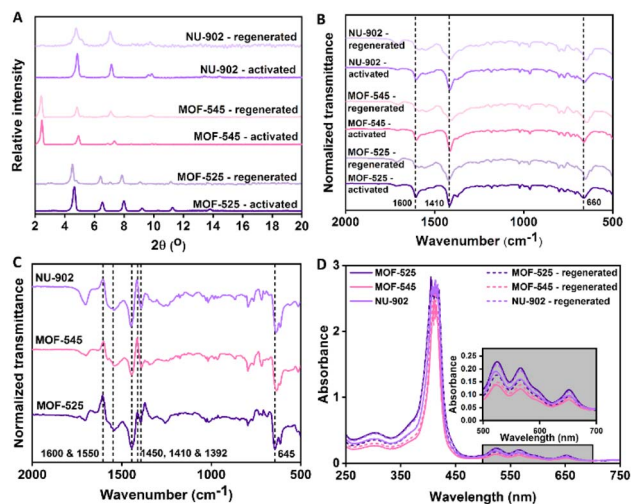 A
Relative intensity
NU-902 - regenerated
NU-902 - activated
MOF-545 - regenerated
MOF-545 - activated
MOF-525 - regenerated
MOF-525 - activated
2 4 6 8 10 12 14 16 18 20
2θ (O)
B
Normalized transmittance
NU-902
- regenerated
NU-902
- activated
MOF-545
- regenerated
MOF-545
- activated
MOF-525
- regenerated
MOF-525
- activated
1600 1410 660
2000 1500 1000 500
Wavenumber (cm-1)
C
Normalized transmittance
NU-902
MOF-545
MOF-525
1600 & 1550 1450, 1410 & 1392 645
2000 1500 1000 500
Wavenumber (cm-1)
D
Absorbance
3
2
1
0
MOF-525
MOF-545
NU-902
MOF-525 - regenerated
MOF-545 - regenerated
NU-902 - regenerated
Absorbance
0.25
0.20
0.15
0.10
0.05
0.00
500 600 700
Wavelength (nm)
250 350 450 550 650 750
Wavelength (nm)